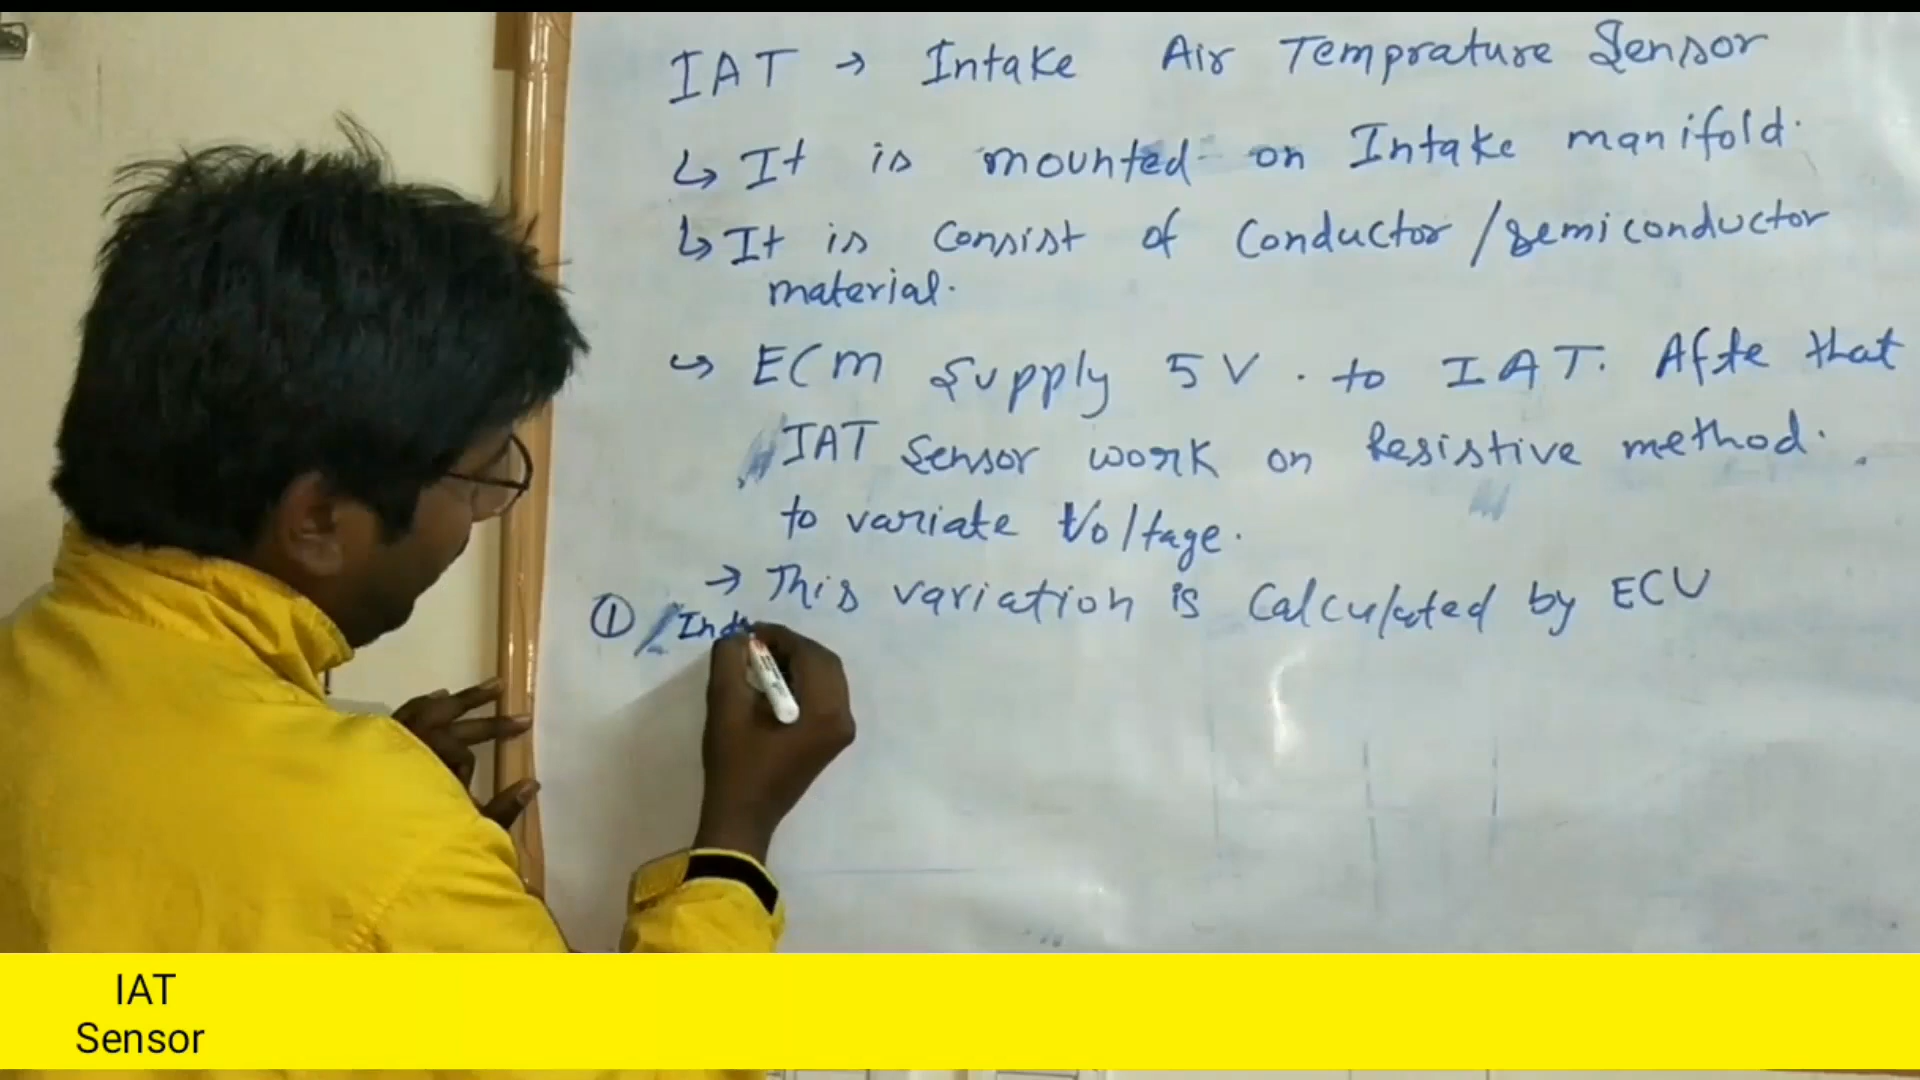 IAT → Intake Air Temprature Sensor
↳ It is mounted on Intake manifold.
↳ It is consist of Conductor/semiconductor
material.
↪ ECM Supply 5V. to IAT. Afte that
IAT Sensor work on Resistive method.
to variate Voltage.
→ This variation is Calculated by ECU
①
IAT
Sensor